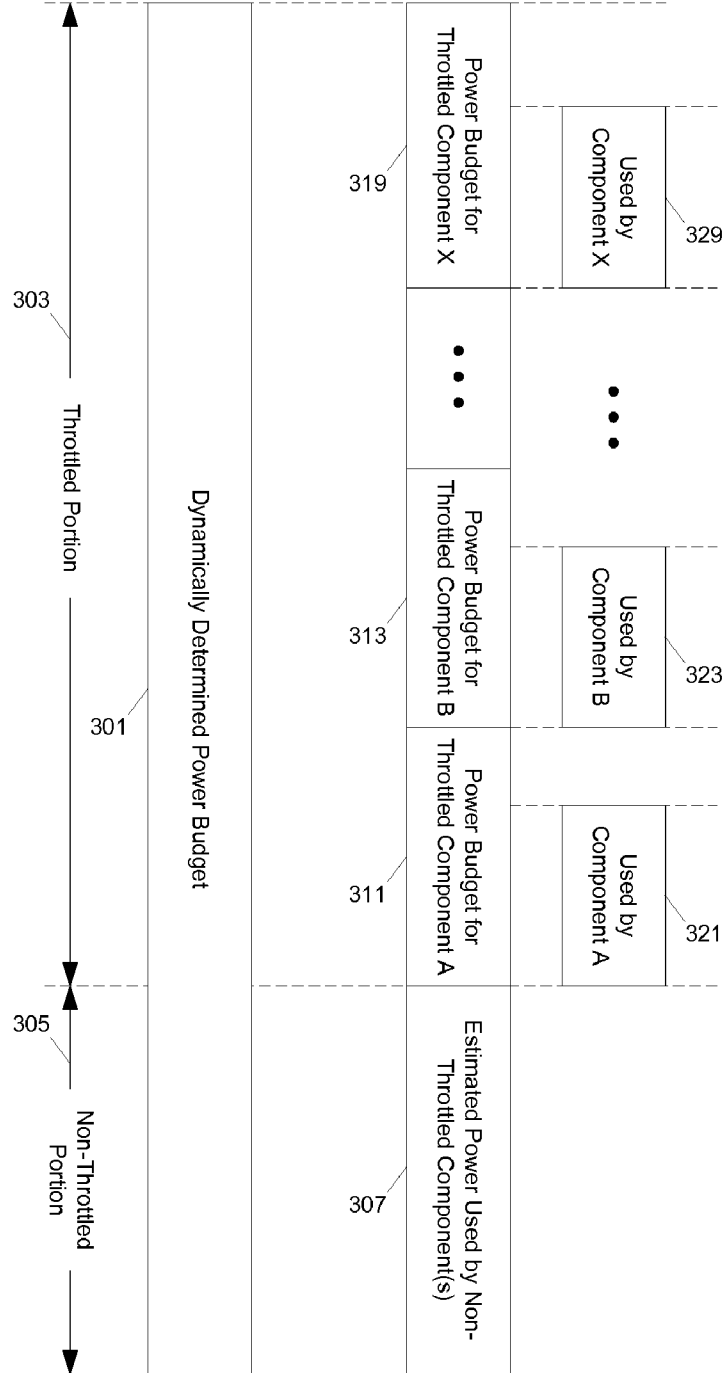 Power Budget for
Throttled Component X
319
Used by
Component X
329
303
Throttled Portion
Dynamically Determined Power Budget
301
Power Budget for
Throttled Component B
313
Used by
Component B
323
Power Budget for
Throttled Component A
311
Used by
Component A
321
305
Non-Throttled
Portion
Estimated Power Used by Non-
Throttled Component(s)
307